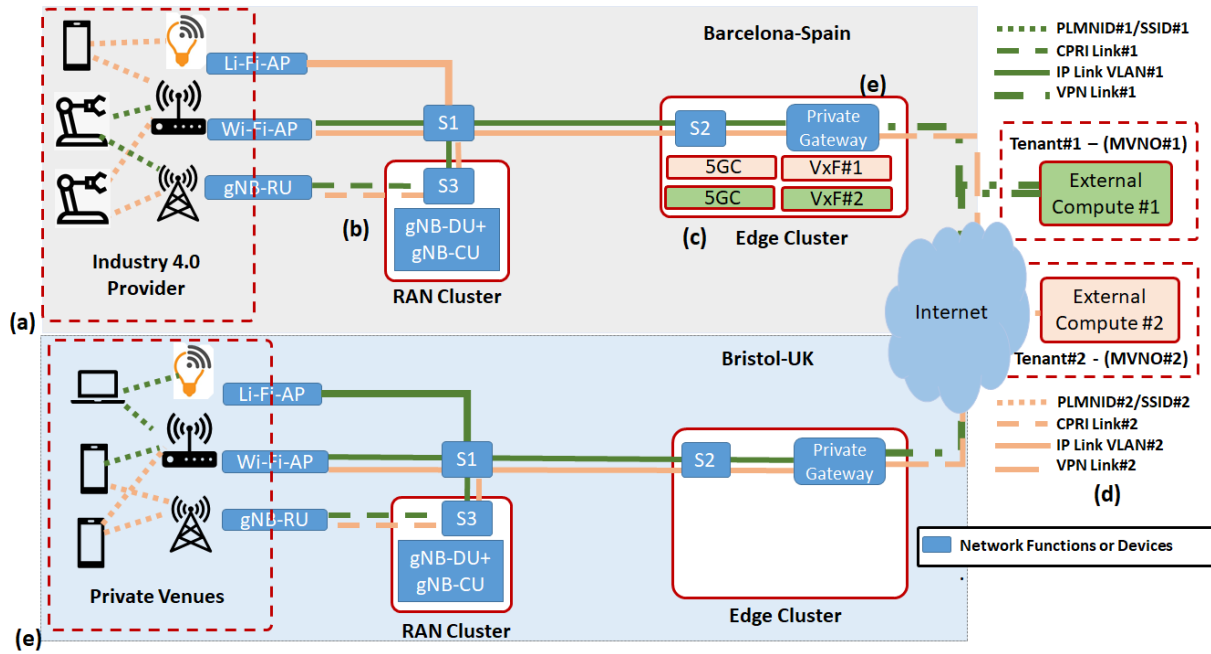 Barcelona-Spain
Li-Fi-AP
Wi-Fi-AP
gNB-RU
S1
S3
(b)
gNB-DU+
gNB-CU
RAN Cluster
Industry 4.0
Provider
(a)
(e)
S2
Private
Gateway
5GC
VxF#1
5GC
VxF#2
(c)
Edge Cluster
PLMNID#1/SSID#1
CPRI Link#1
IP Link VLAN#1
VPN Link#1
Tenant#1 – (MVNO#1)
External
Compute #1
Internet
External
Compute #2
Tenant#2 - (MVNO#2)
PLMNID#2/SSID#2
CPRI Link#2
IP Link VLAN#2
VPN Link#2
(d)
Network Functions or Devices
.
Bristol-UK
Li-Fi-AP
Wi-Fi-AP
gNB-RU
S1
S3
gNB-DU+
gNB-CU
RAN Cluster
Private Venues
(e)
S2
Private
Gateway
Edge Cluster